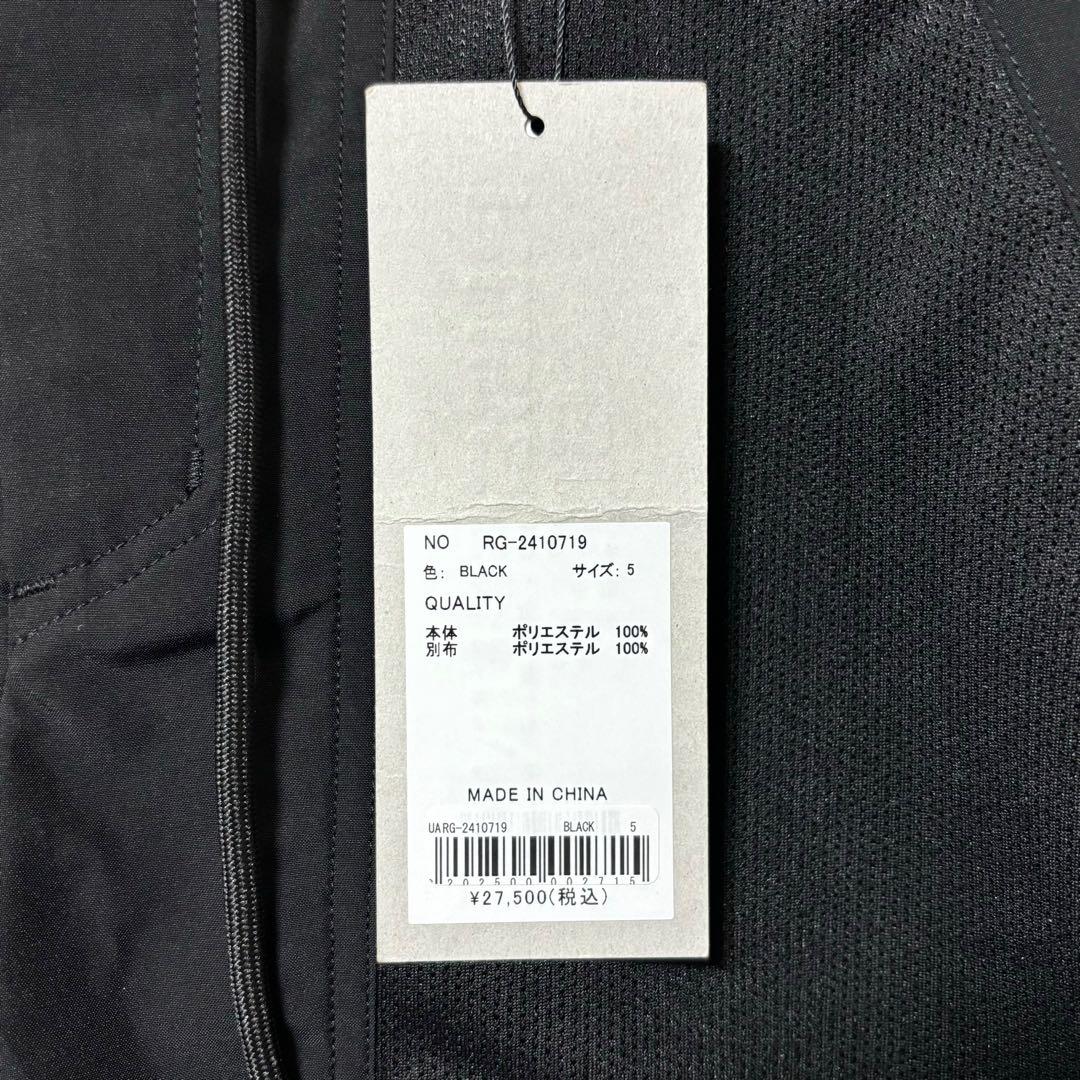 NO RG-2410719
色: BLACK サイズ: 5
QUALITY
本体 ポリエステル 100%
別布 ポリエステル 100%
MADE IN CHINA
UARG-2410719 BLACK 5
¥27,500(税込)